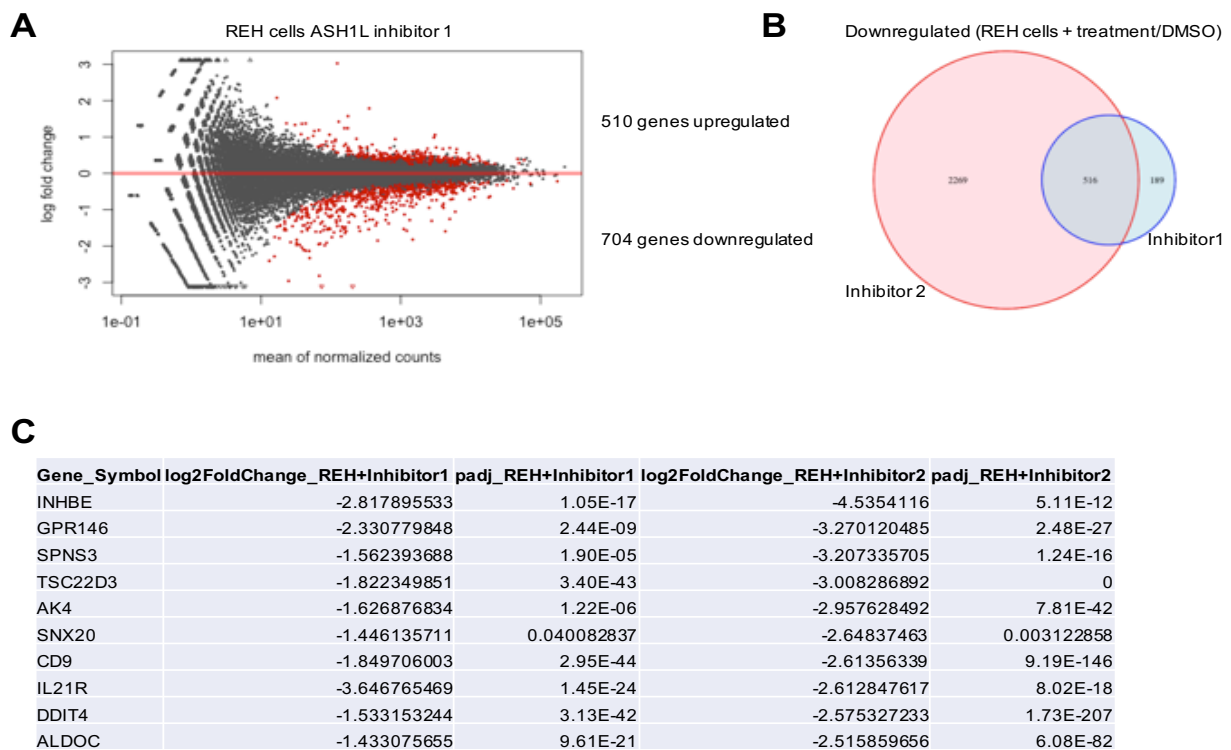 A
REH cells ASH1L inhibitor 1
log fold change
3
2
1
0
-1
-2
-3
1e-01
1e+01
1e+03
1e+05
mean of normalized counts
510 genes upregulated
704 genes downregulated
B
Downregulated (REH cells + treatment/DMSO)
2269
516
189
Inhibitor1
Inhibitor 2
C
Gene_Symbol log2FoldChange_REH+Inhibitor1 padj_REH+Inhibitor1 log2FoldChange_REH+Inhibitor2 padj_REH+Inhibitor2
INHBE -2.817895533 1.05E-17 -4.5354116 5.11E-12
GPR146 -2.330779848 2.44E-09 -3.270120485 2.48E-27
SPNS3 -1.562393688 1.90E-05 -3.207335705 1.24E-16
TSC22D3 -1.822349851 3.40E-43 -3.008286892 0
AK4 -1.626876834 1.22E-06 -2.957628492 7.81E-42
SNX20 -1.446135711 0.040082837 -2.64837463 0.003122858
CD9 -1.849706003 2.95E-44 -2.61356339 9.19E-146
IL21R -3.646765469 1.45E-24 -2.612847617 8.02E-18
DDIT4 -1.533153244 3.13E-42 -2.575327233 1.73E-207
ALDOC -1.433075655 9.61E-21 -2.515859656 6.08E-82